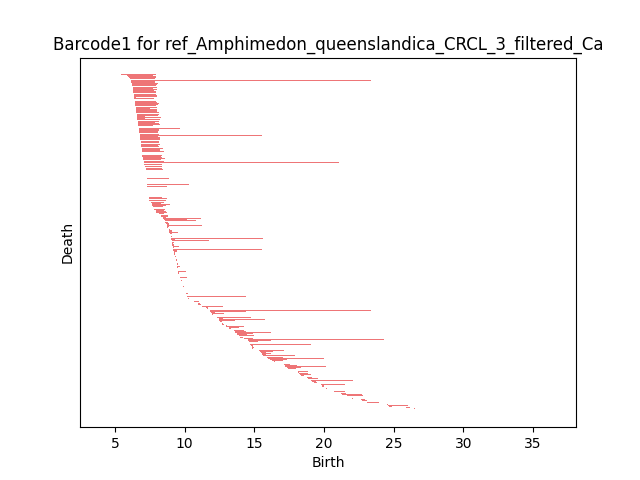 Barcode1 for ref_Amphimedon_queenslandica_CRCL_3_filtered_Ca
Death
5 10 15 20 25 30 35
Birth